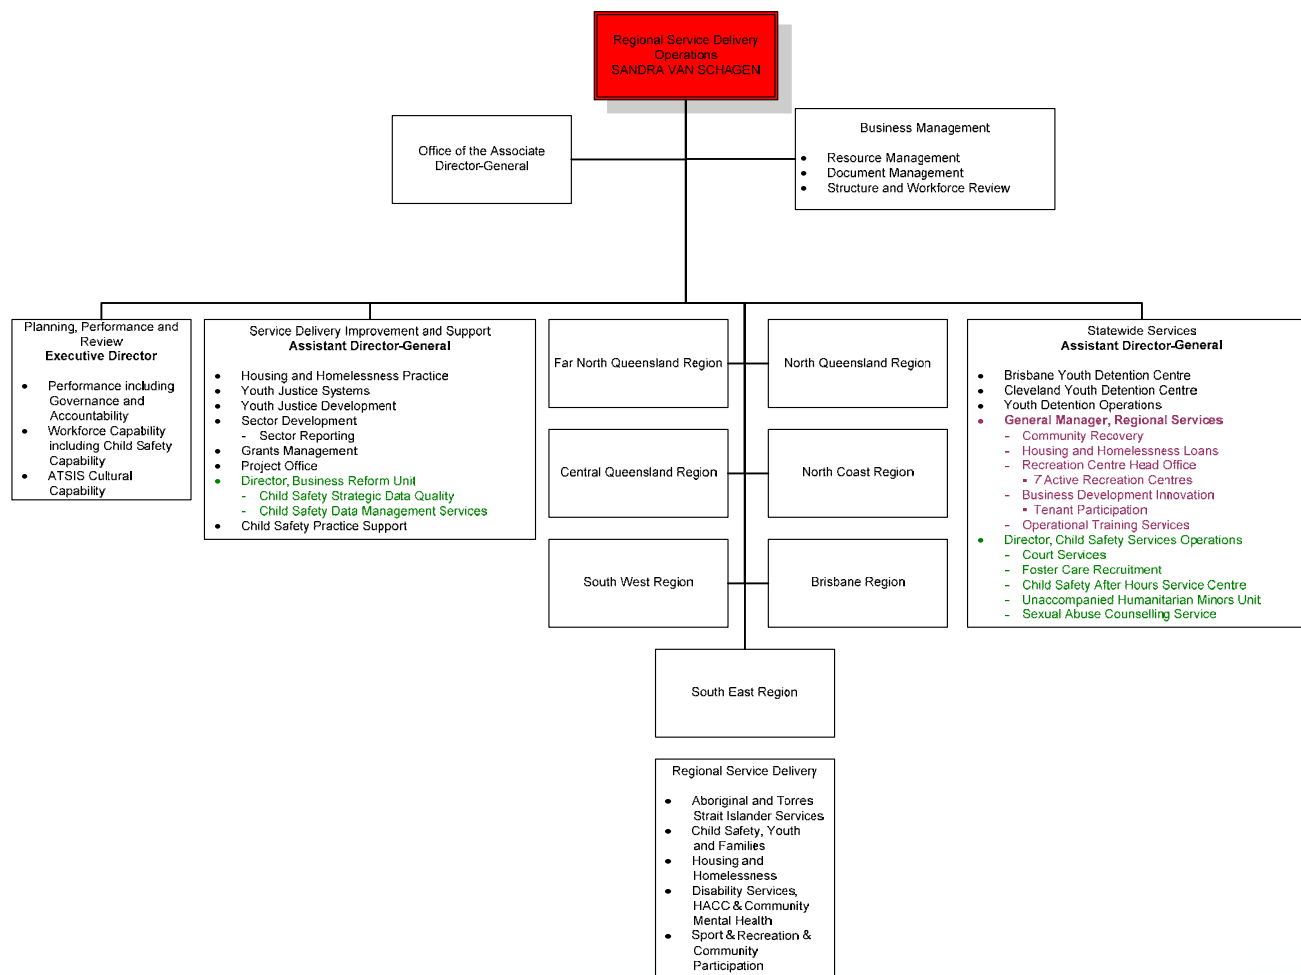 Regional Service Delivery
Operations
SANDRA VAN SCHAGEN
Office of the Associate
Director-General
Business Management
• Resource Management
• Document Management
• Structure and Workforce Review
Planning, Performance and
Review
Executive Director
• Performance including
Governance and
Accountability
• Workforce Capability
including Child Safety
Capability
• ATSIS Cultural
Capability
Service Delivery Improvement and Support
Assistant Director-General
• Housing and Homelessness Practice
• Youth Justice Systems
• Youth Justice Development
• Sector Development
- Sector Reporting
• Grants Management
• Project Office
• Director, Business Reform Unit
- Child Safety Strategic Data Quality
- Child Safety Data Management Services
• Child Safety Practice Support
Far North Queensland Region
North Queensland Region
Central Queensland Region
North Coast Region
South West Region
Brisbane Region
South East Region
Statewide Services
Assistant Director-General
• Brisbane Youth Detention Centre
• Cleveland Youth Detention Centre
• Youth Detention Operations
• General Manager, Regional Services
- Community Recovery
- Housing and Homelessness Loans
- Recreation Centre Head Office
▪ 7 Active Recreation Centres
- Business Development Innovation
▪ Tenant Participation
- Operational Training Services
• Director, Child Safety Services Operations
- Court Services
- Foster Care Recruitment
- Child Safety After Hours Service Centre
- Unaccompanied Humanitarian Minors Unit
- Sexual Abuse Counselling Service
Regional Service Delivery
• Aboriginal and Torres
Strait Islander Services
• Child Safety, Youth
and Families
• Housing and
Homelessness
• Disability Services,
HACC & Community
Mental Health
• Sport & Recreation &
Community
Participation